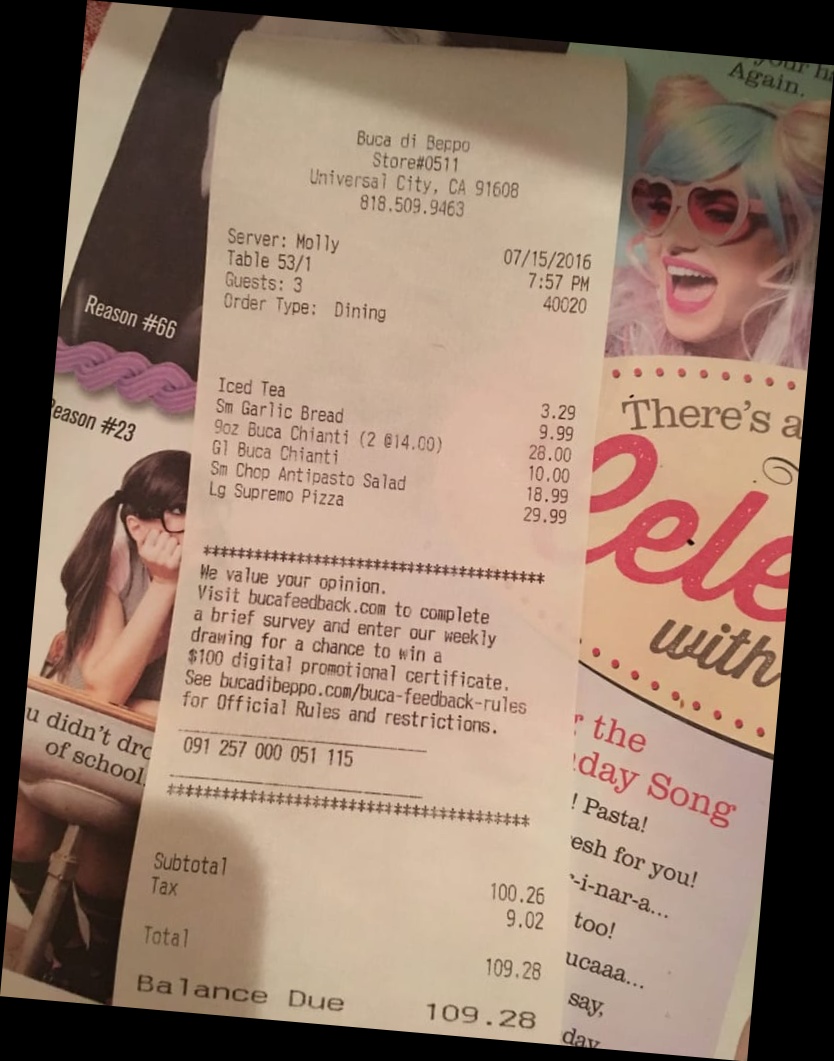 your
Again.
Buca di Beppo
Store#0511
Universal City, CA 91608
818.509.9463
Server: Molly 07/15/2016
Table 53/1 7:57 PM
Guests: 3 40020
Order Type: Dining
Reason #66
eason #23
Iced Tea 3.29
Sm Garlic Bread 9.99
9oz Buca Chianti (2 @14.00) 28.00
Gl Buca Chianti 10.00
Sm Chop Antipasto Salad 18.99
Lg Supremo Pizza 29.99
There's a
Cele
with
****************************************
We value your opinion.
Visit bucafeedback.com to complete
a brief survey and enter our weekly
drawing for a chance to win a
$100 digital promotional certificate.
See bucadibeppo.com/buca-feedback-rules
for Official Rules and restrictions.
091 257 000 051 115
****************************************
u didn't dro
of school
r the
day Song
! Pasta!
esh for you!
r-i-nar-a...
too!
ucaaa...
say,
day
Subtotal 100.26
Tax 9.02
Total 109.28
Balance Due 109.28